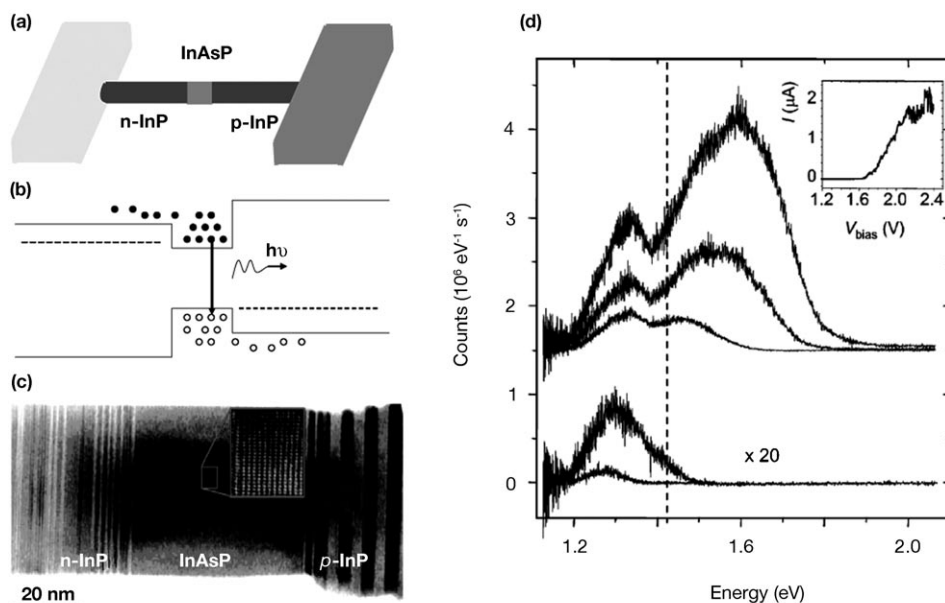 (a)
InAsP
n-InP
p-InP
(b)
hυ
(c)
n-InP
InAsP
p-InP
20 nm
(d)
Counts (10⁶ eV⁻¹ s⁻¹)
4
3
2
1
0
x 20
1.2
1.6
2.0
Energy (eV)
I (μA)
2
1
0
1.2
1.6
2.0
2.4
V bias (V)